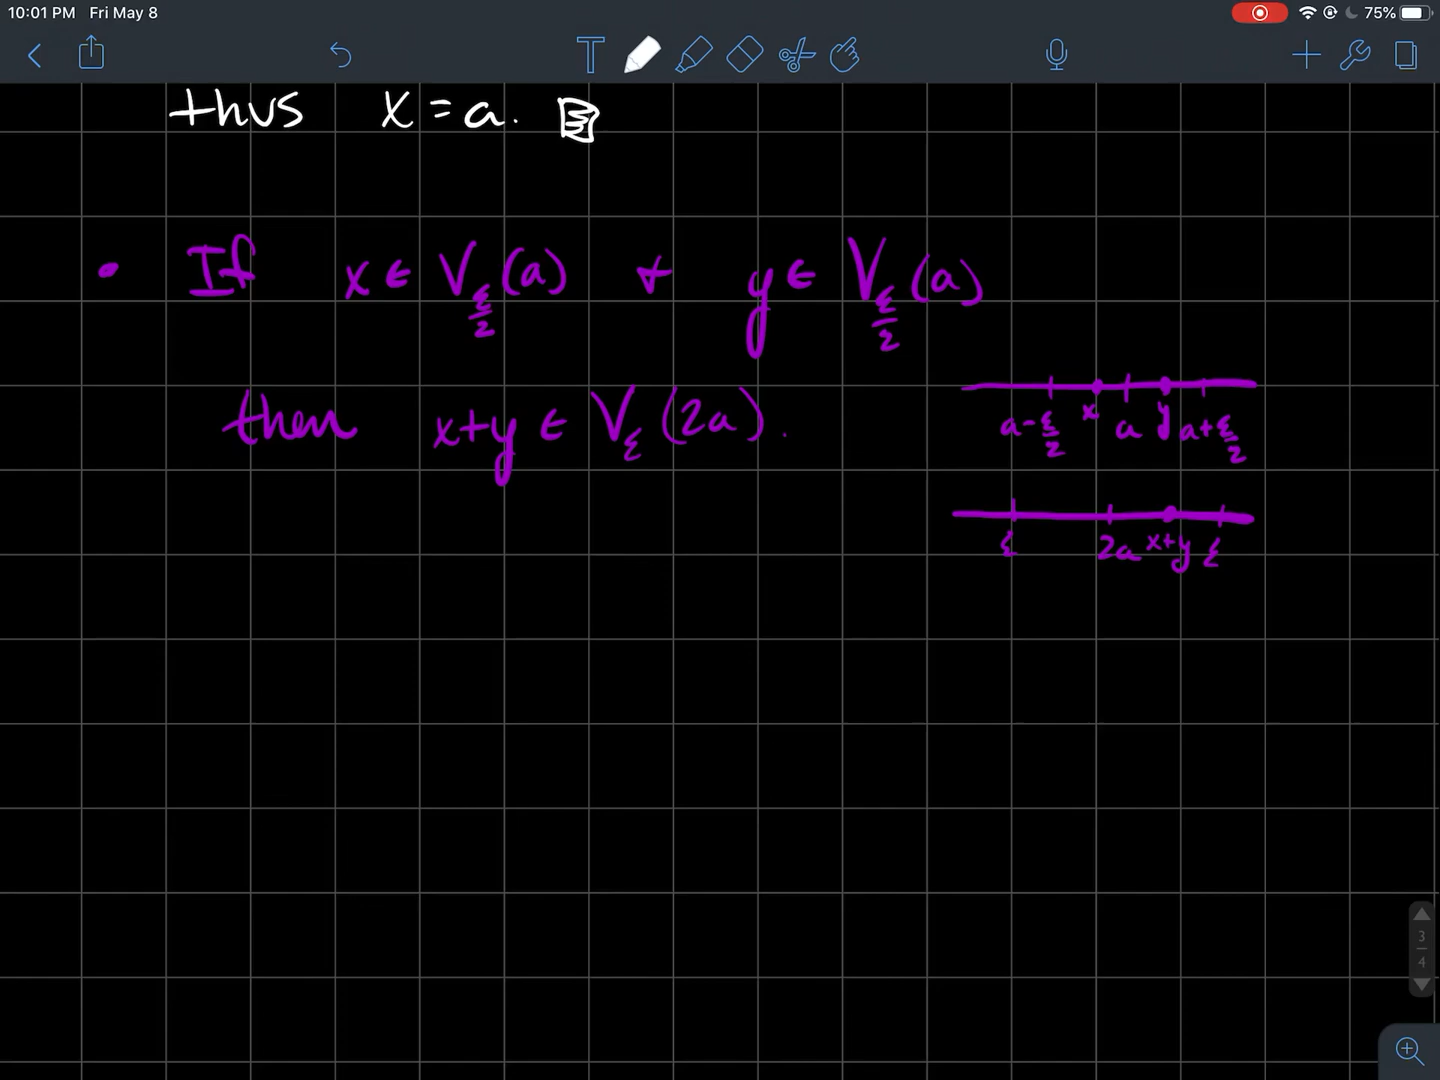 10:01 PM Fri May 8 75%
T
thus x = a.
• If x ∈ V_{ε/2}(a) & y ∈ V_{ε/2}(a)
then x+y ∈ V_ε(2a).
a-ε/2 x a y a+ε/2
ε 2a x+y ε
3
4